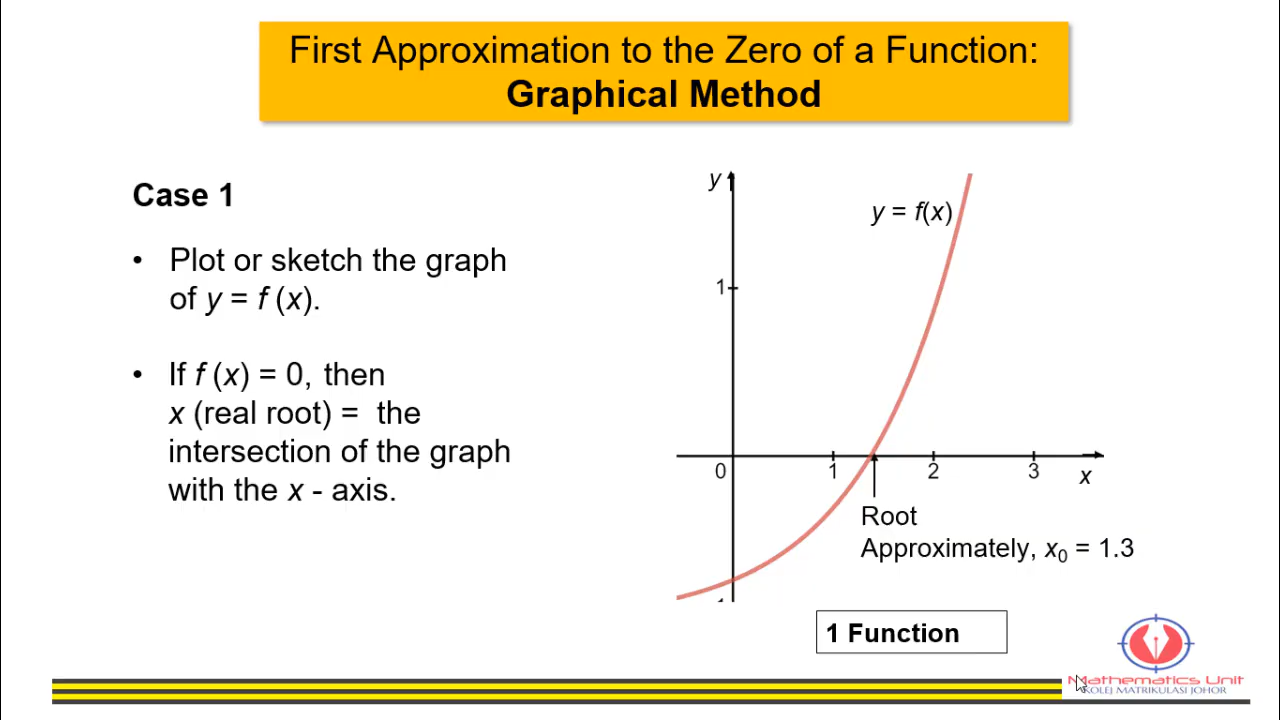 First Approximation to the Zero of a Function:
Graphical Method
Case 1
• Plot or sketch the graph
of y = f (x).
• If f (x) = 0, then
x (real root) = the
intersection of the graph
with the x - axis.
y
y = f(x)
1
0 1 2 3 x
Root
Approximately, x₀ = 1.3
1 Function
Mathematics Unit
KOLEJ MATRIKULASI JOHOR